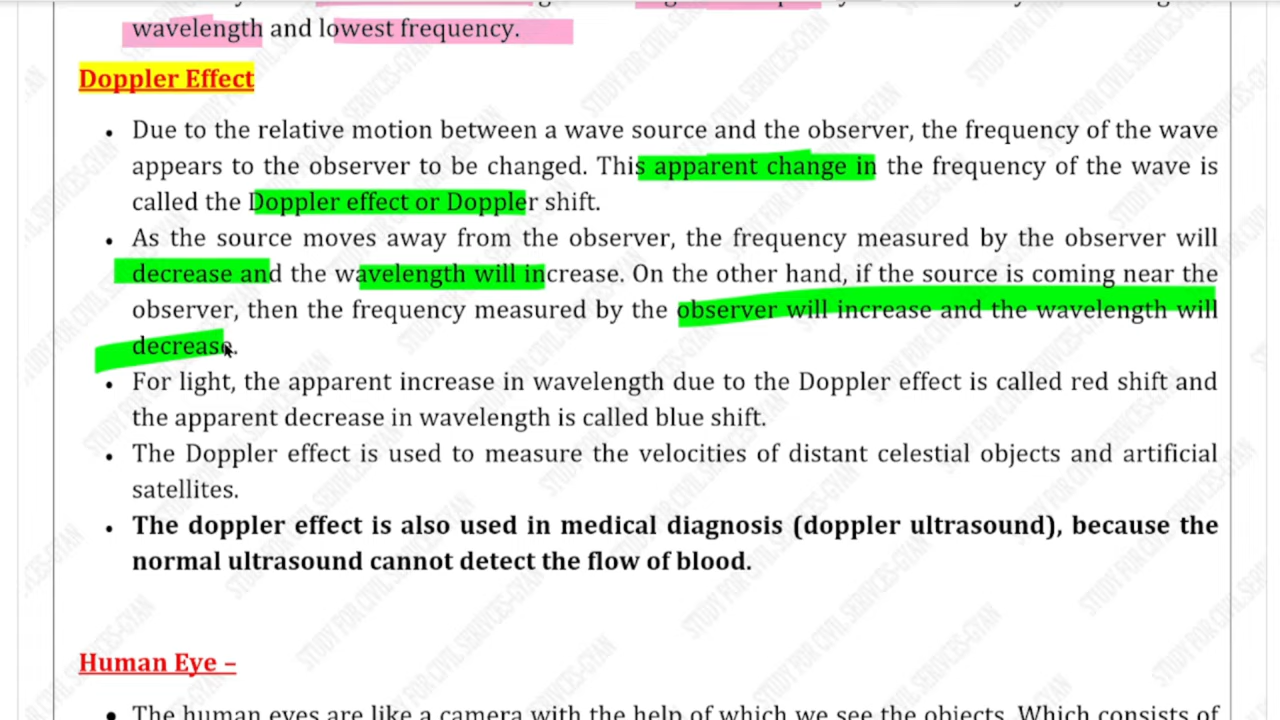 wavelength and lowest frequency.
Doppler Effect
• Due to the relative motion between a wave source and the observer, the frequency of the wave
appears to the observer to be changed. This apparent change in the frequency of the wave is
called the Doppler effect or Doppler shift.
• As the source moves away from the observer, the frequency measured by the observer will
decrease and the wavelength will increase. On the other hand, if the source is coming near the
observer, then the frequency measured by the observer will increase and the wavelength will
decrease.
• For light, the apparent increase in wavelength due to the Doppler effect is called red shift and
the apparent decrease in wavelength is called blue shift.
• The Doppler effect is used to measure the velocities of distant celestial objects and artificial
satellites.
• The doppler effect is also used in medical diagnosis (doppler ultrasound), because the
normal ultrasound cannot detect the flow of blood.
Human Eye –
• The human eyes are like a camera with the help of which we see the objects. Which consists of